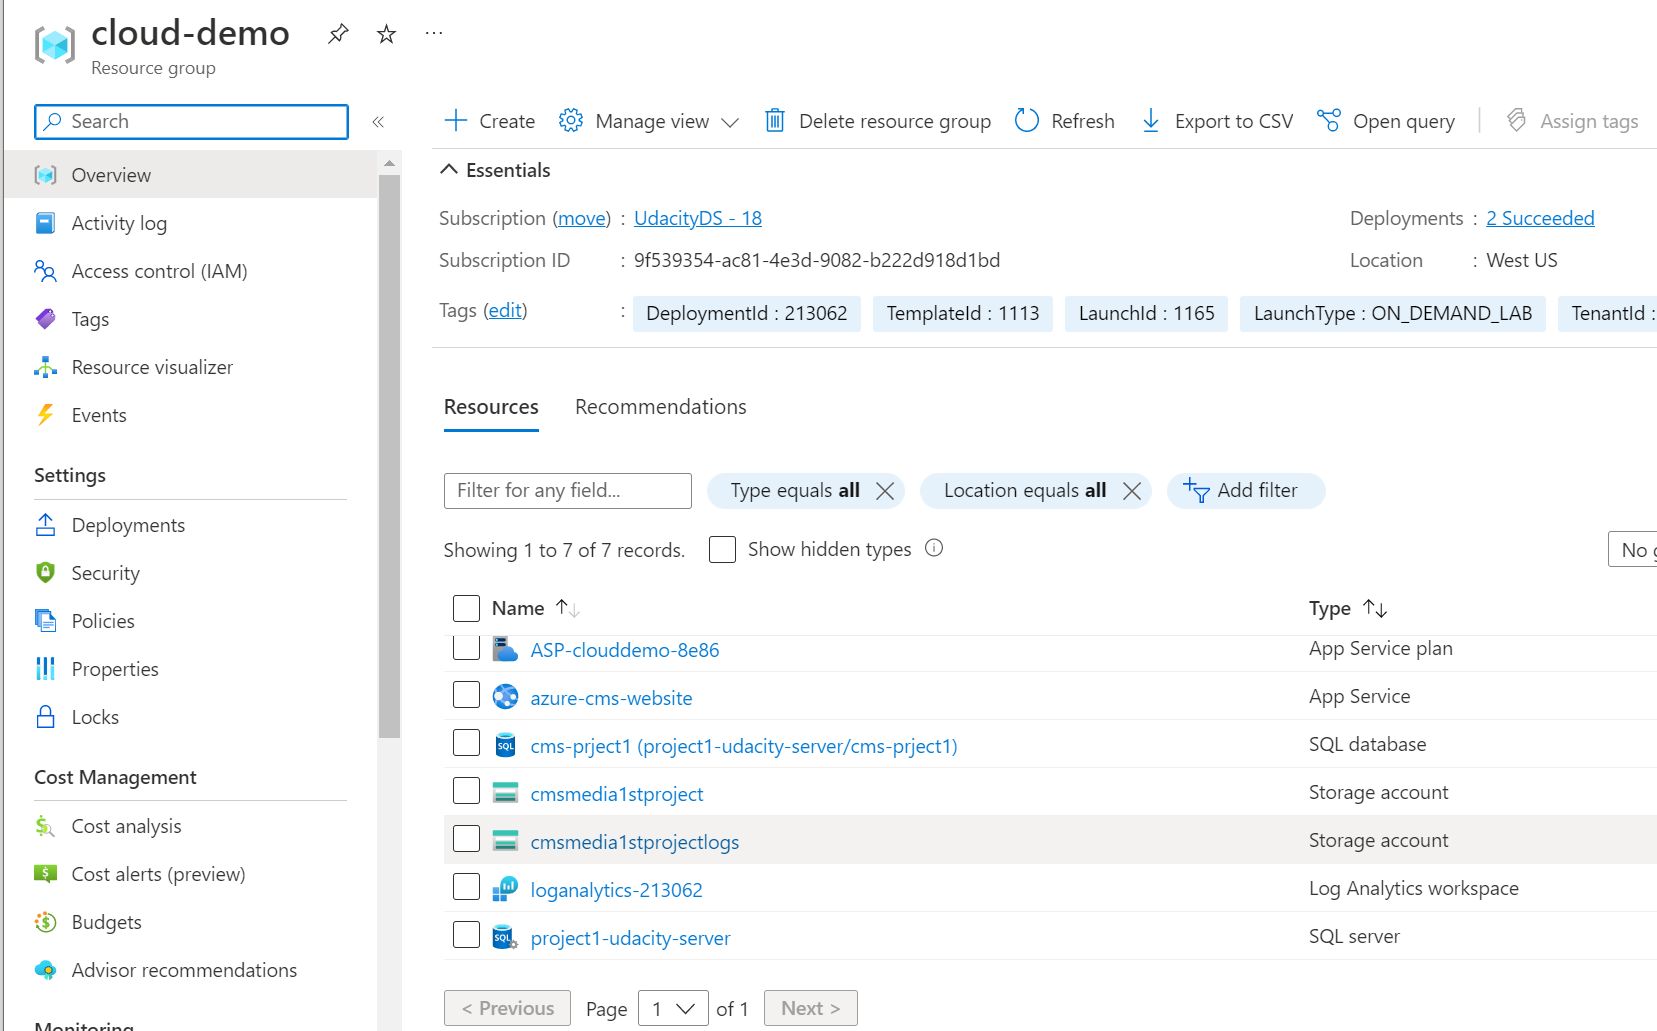 cloud-demo
Resource group
Search
Overview
Activity log
Access control (IAM)
Tags
Resource visualizer
Events
Settings
Deployments
Security
Policies
Properties
Locks
Cost Management
Cost analysis
Cost alerts (preview)
Budgets
Advisor recommendations
Monitoring
Create Manage view Delete resource group Refresh Export to CSV Open query Assign tags
Essentials
Subscription (move) : UdacityDS - 18 Deployments : 2 Succeeded
Subscription ID : 9f539354-ac81-4e3d-9082-b222d918d1bd Location : West US
Tags (edit) : DeploymentId : 213062 TemplateId : 1113 LaunchId : 1165 LaunchType : ON_DEMAND_LAB TenantId :
Resources Recommendations
Filter for any field... Type equals all Location equals all Add filter
Showing 1 to 7 of 7 records. Show hidden types No
Name Type
ASP-clouddemo-8e86 App Service plan
azure-cms-website App Service
SQL cms-prject1 (project1-udacity-server/cms-prject1) SQL database
cmsmedia1stproject Storage account
cmsmedia1stprojectlogs Storage account
loganalytics-213062 Log Analytics workspace
SQL project1-udacity-server SQL server
< Previous Page 1 of 1 Next >